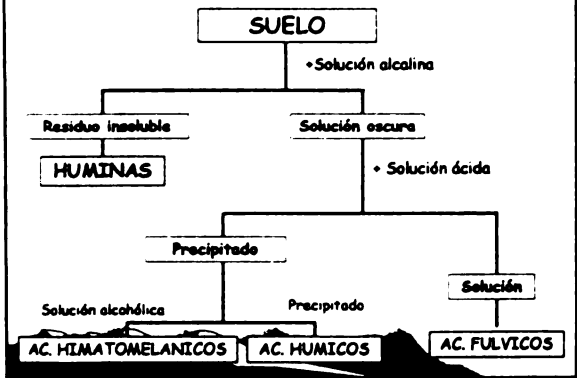 SUELO
+Solución alcalina
Residuo insoluble
Solución oscura
HUMINAS
+ Solución ácida
Precipitado
Solución
Solución alcohólica
Precipitado
AC. HIMATOMELANICOS
AC. HUMICOS
AC. FULVICOS